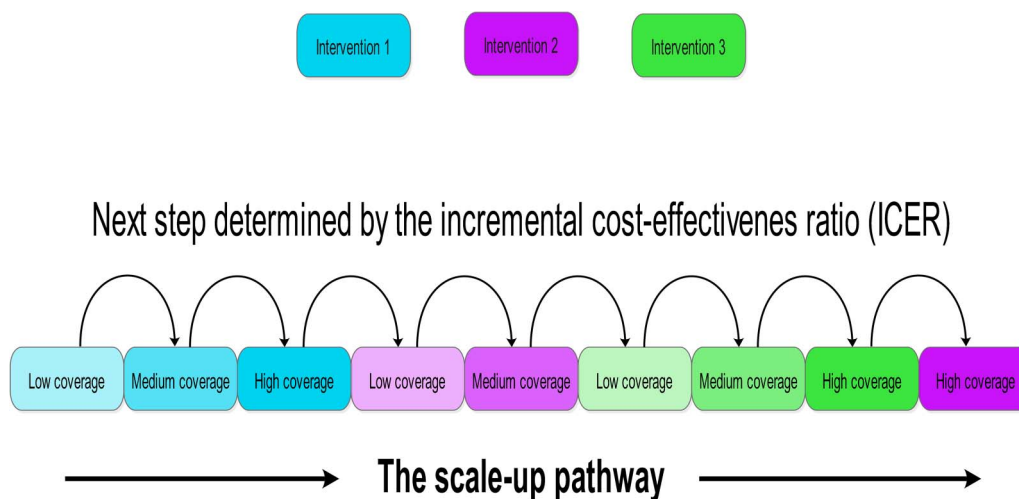 Intervention 1
Intervention 2
Intervention 3
Next step determined by the incremental cost-effectivenes ratio (ICER)
Low coverage
Medium coverage
High coverage
Low coverage
Medium coverage
Low coverage
Medium coverage
High coverage
High coverage
The scale-up pathway